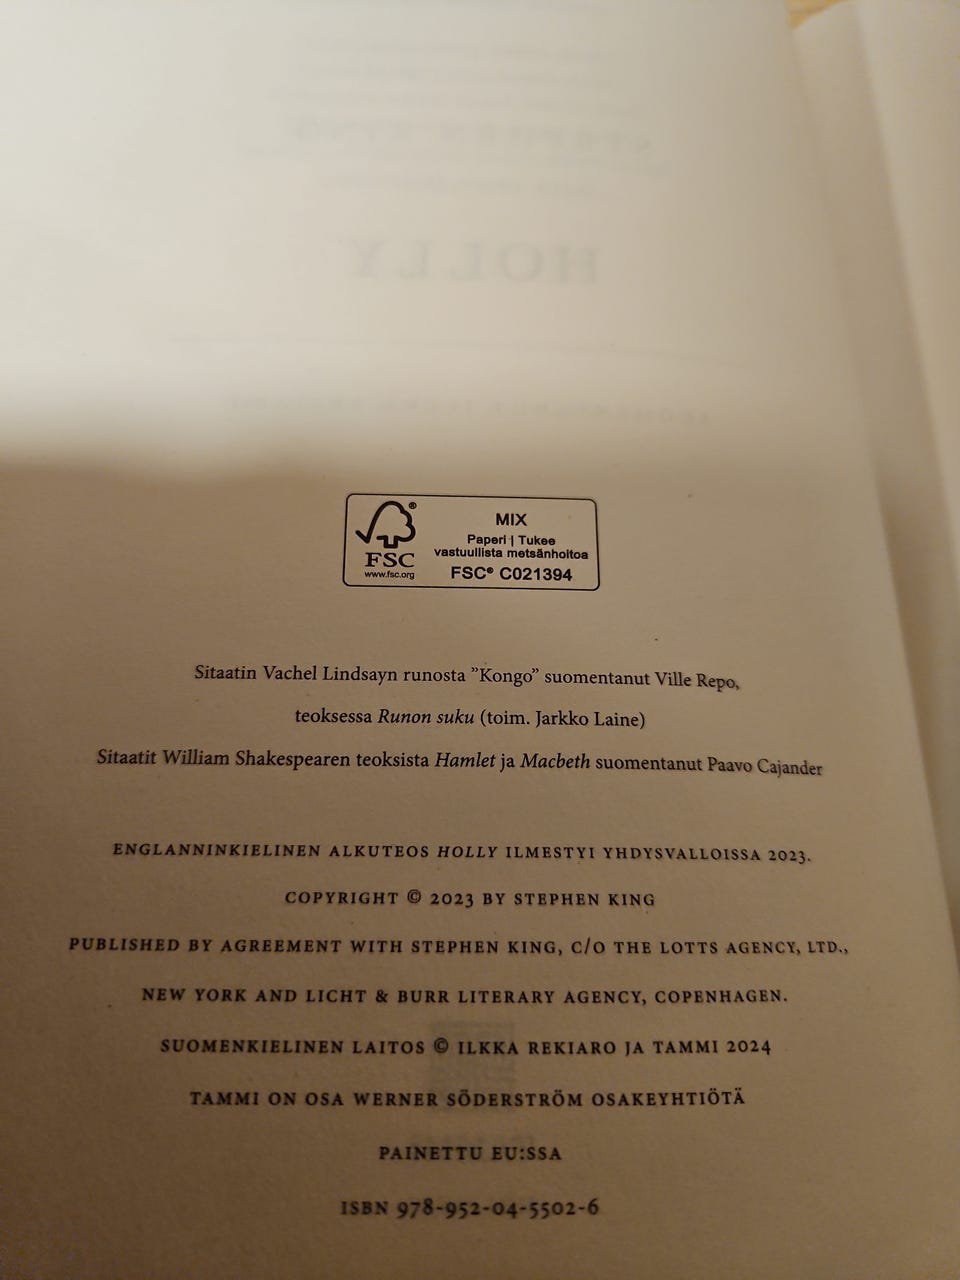 HOLLY
FSC®
www.fsc.org
MIX
Paperi | Tukee
vastuullista metsänhoitoa
FSC® C021394
Sitaatin Vachel Lindsayn runosta ”Kongo” suomentanut Ville Repo,
teoksessa Runon suku (toim. Jarkko Laine)
Sitaatit William Shakespearen teoksista Hamlet ja Macbeth suomentanut Paavo Cajander
ENGLANNINKIELINEN ALKUTEOS HOLLY ILMESTYI YHDYSVALLOISSA 2023.
COPYRIGHT © 2023 BY STEPHEN KING
PUBLISHED BY AGREEMENT WITH STEPHEN KING, C/O THE LOTTS AGENCY, LTD.,
NEW YORK AND LICHT & BURR LITERARY AGENCY, COPENHAGEN.
SUOMENKIELINEN LAITOS © ILKKA REKIARO JA TAMMI 2024
TAMMI ON OSA WERNER SÖDERSTRÖM OSAKEYHTIÖTÄ
PAINETTU EU:SSA
ISBN 978-952-04-5502-6